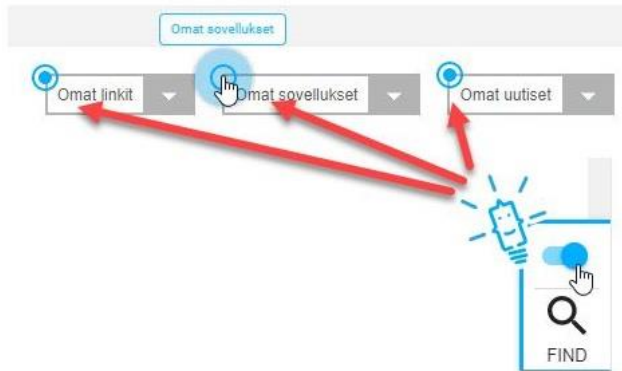 Omat sovellukset
Omat linkit
Omat sovellukset
Omat uutiset
FIND